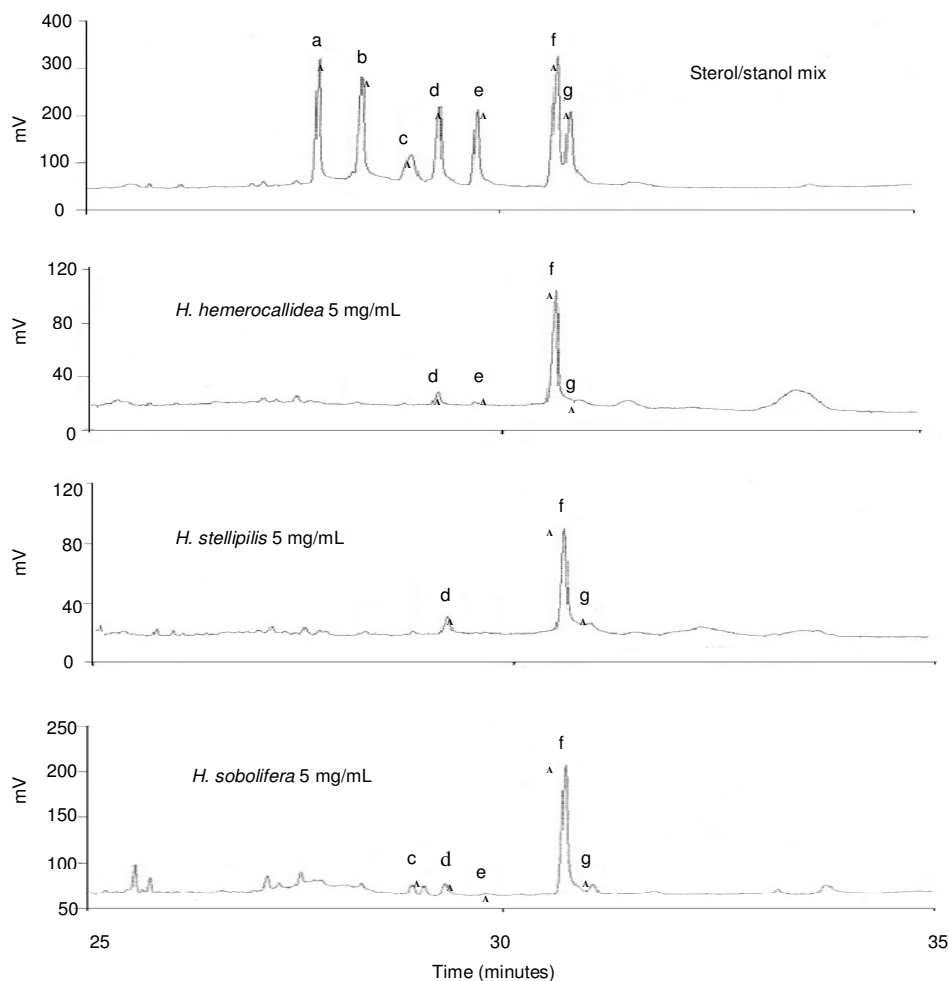 400
300
200
100
0
mV
a
b
c
d
e
f
g
Sterol/stanol mix
120
80
40
0
mV
H. hemerocallidea 5 mg/mL
d
e
f
g
120
80
40
0
mV
H. stellipilis 5 mg/mL
d
f
g
250
200
150
100
50
mV
H. sobolifera 5 mg/mL
c
d
e
f
g
25
30
35
Time (minutes)